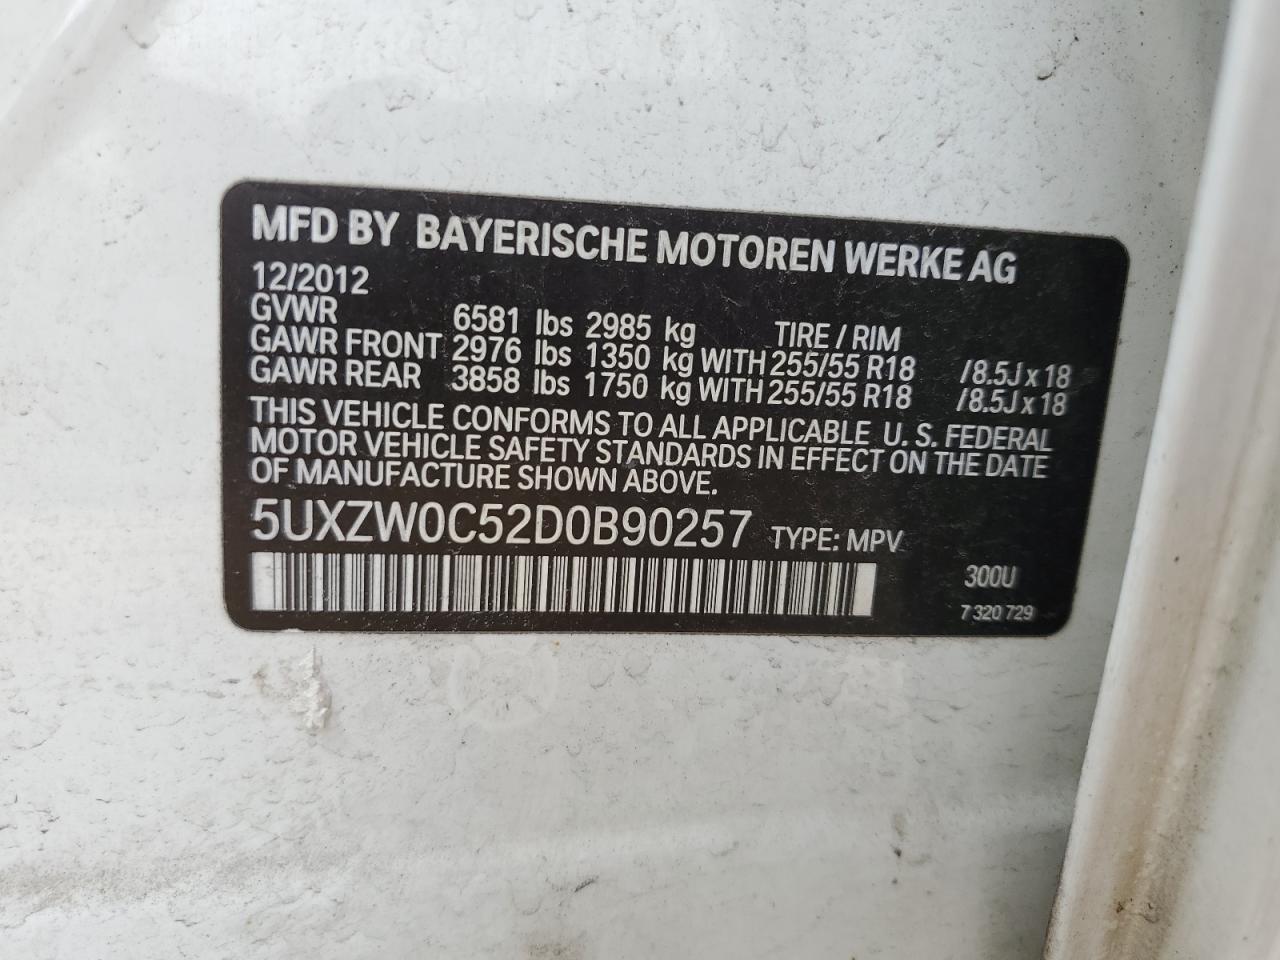 MFD BY BAYERISCHE MOTOREN WERKE AG
12/2012
GVWR 6581 lbs 2985 kg TIRE / RIM
GAWR FRONT 2976 lbs 1350 kg WITH 255/55 R18 /8.5J x 18
GAWR REAR 3858 lbs 1750 kg WITH 255/55 R18 /8.5J x 18
THIS VEHICLE CONFORMS TO ALL APPLICABLE U. S. FEDERAL
MOTOR VEHICLE SAFETY STANDARDS IN EFFECT ON THE DATE
OF MANUFACTURE SHOWN ABOVE.
5UXZW0C52D0B90257 TYPE: MPV
300U
7 320 729